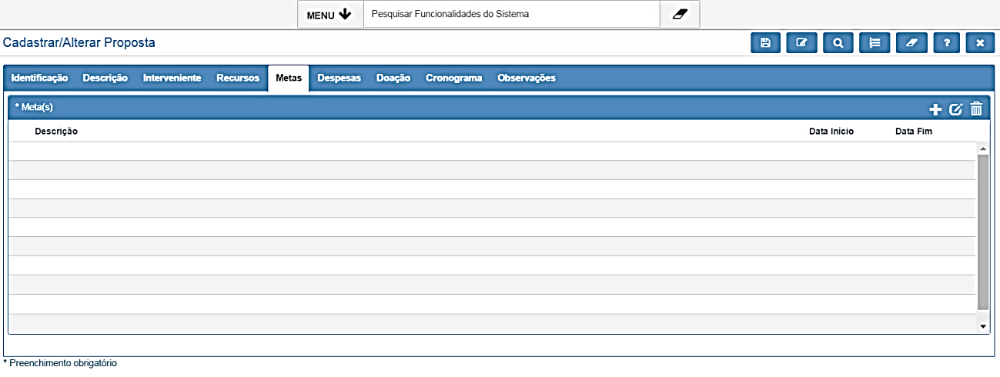 MENU Pesquisar Funcionalidades do Sistema
Cadastrar/Alterar Proposta
Identificação Descrição Interveniente Recursos Metas Despesas Doação Cronograma Observações
* Meta(s)
Descrição Data Início Data Fim
* Preenchimento obrigatório